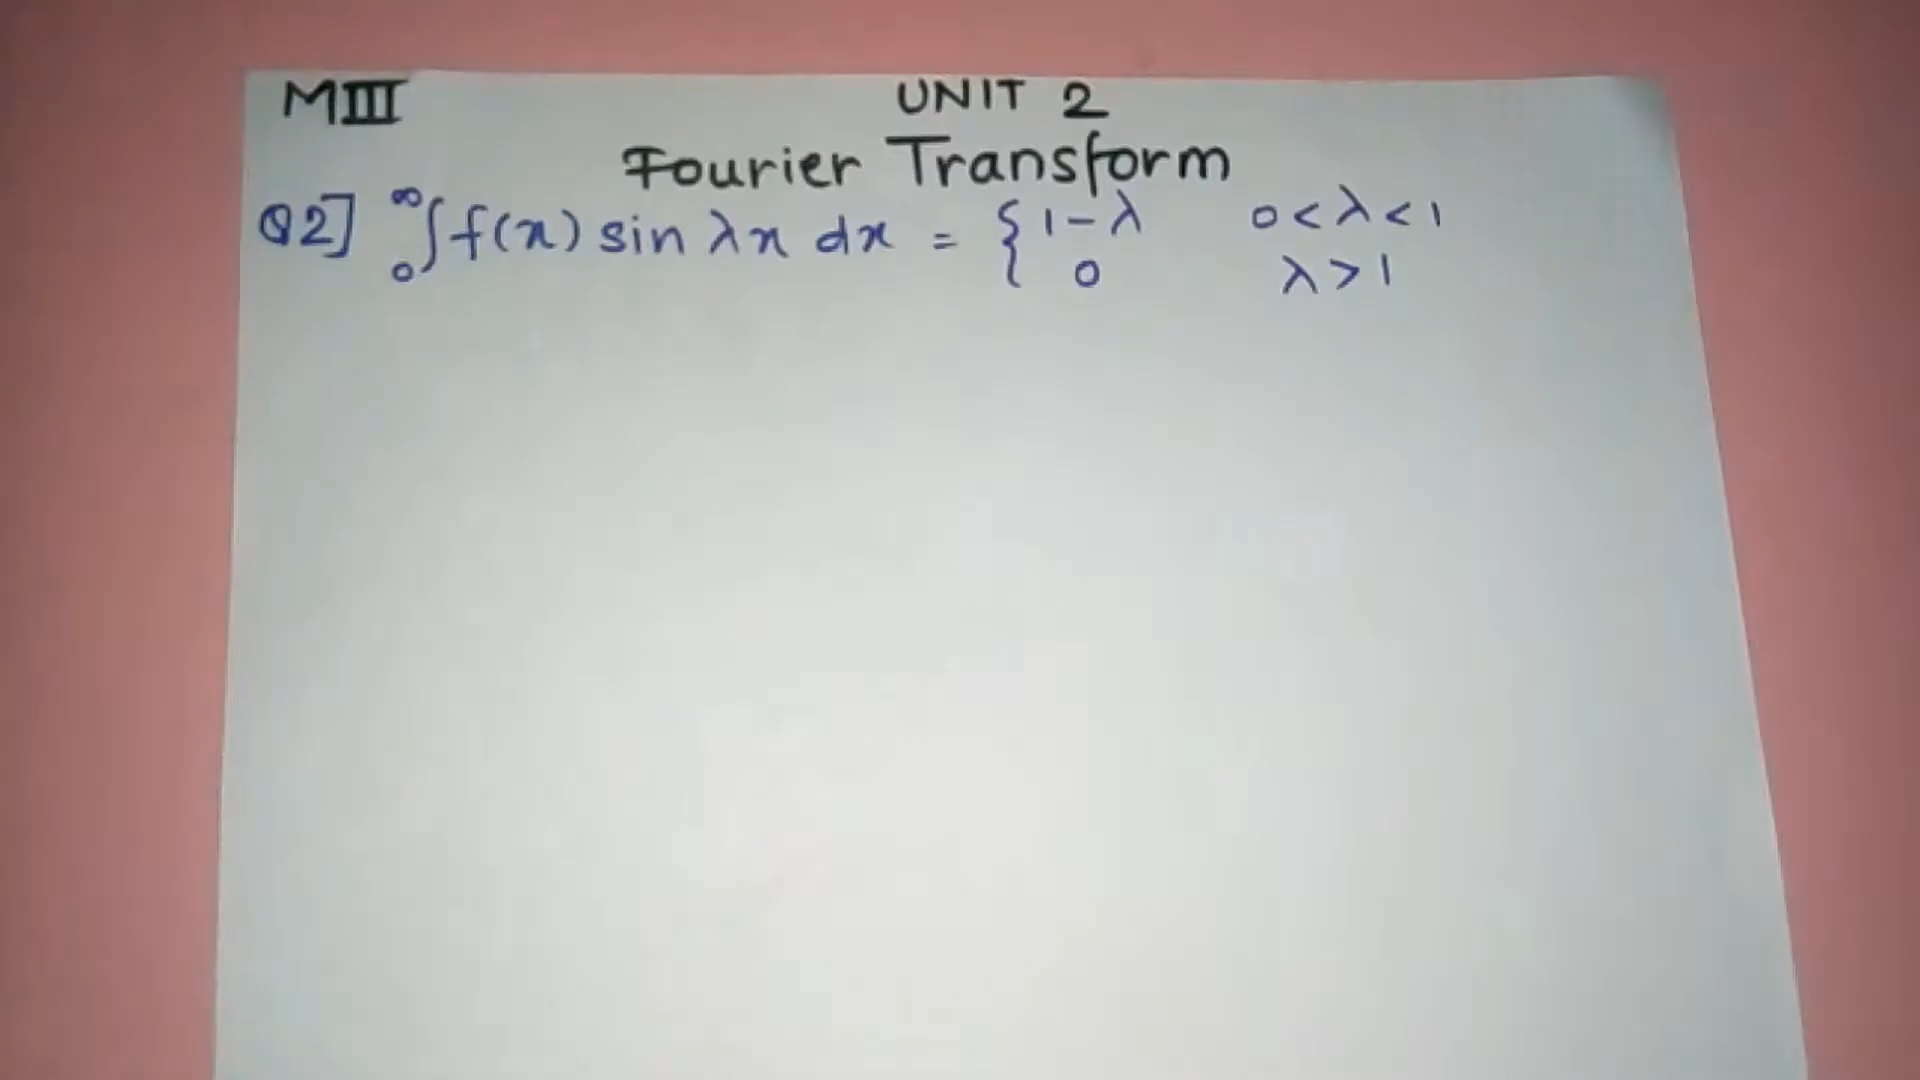 MIII UNIT 2
Fourier Transform
Q2] ∞∫0 f(x) sin λx dx = { 1-λ 0<λ<1
0 λ>1